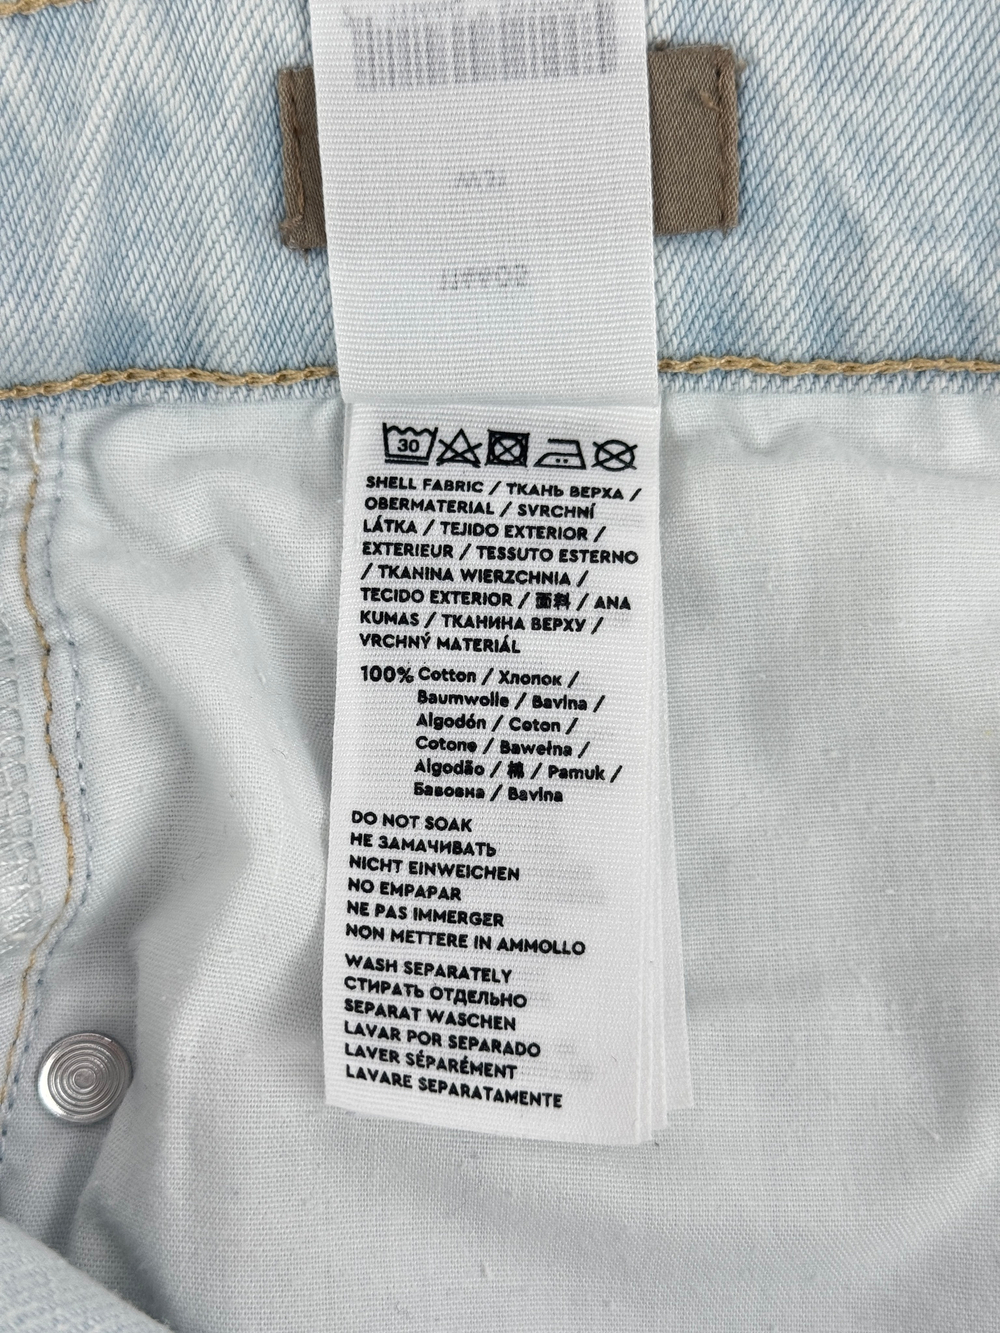 30
SHELL FABRIC / ТКАНЬ ВЕРХА /
OBERMATERIAL / SVRCHNÍ
LÁTKA / TEJIDO EXTERIOR /
EXTERIEUR / TESSUTO ESTERNO
/ TKANINA WIERZCHNIA /
TECIDO EXTERIOR / 面料 / ANA
KUMAS / ТКАНИНА ВЕРХУ /
VRCHNÝ MATERIÁL
100% Cotton / Хлопок /
Baumwolle / Bavlna /
Algodón / Coton /
Cotone / Bawełna /
Algodão / 棉 / Pamuk /
Бавовна / Bavlna
DO NOT SOAK
НЕ ЗАМАЧИВАТЬ
NICHT EINWEICHEN
NO EMPAPAR
NE PAS IMMERGER
NON METTERE IN AMMOLLO
WASH SEPARATELY
СТИРАТЬ ОТДЕЛЬНО
SEPARAT WASCHEN
LAVAR POR SEPARADO
LAVER SÉPARÉMENT
LAVARE SEPARATAMENTE